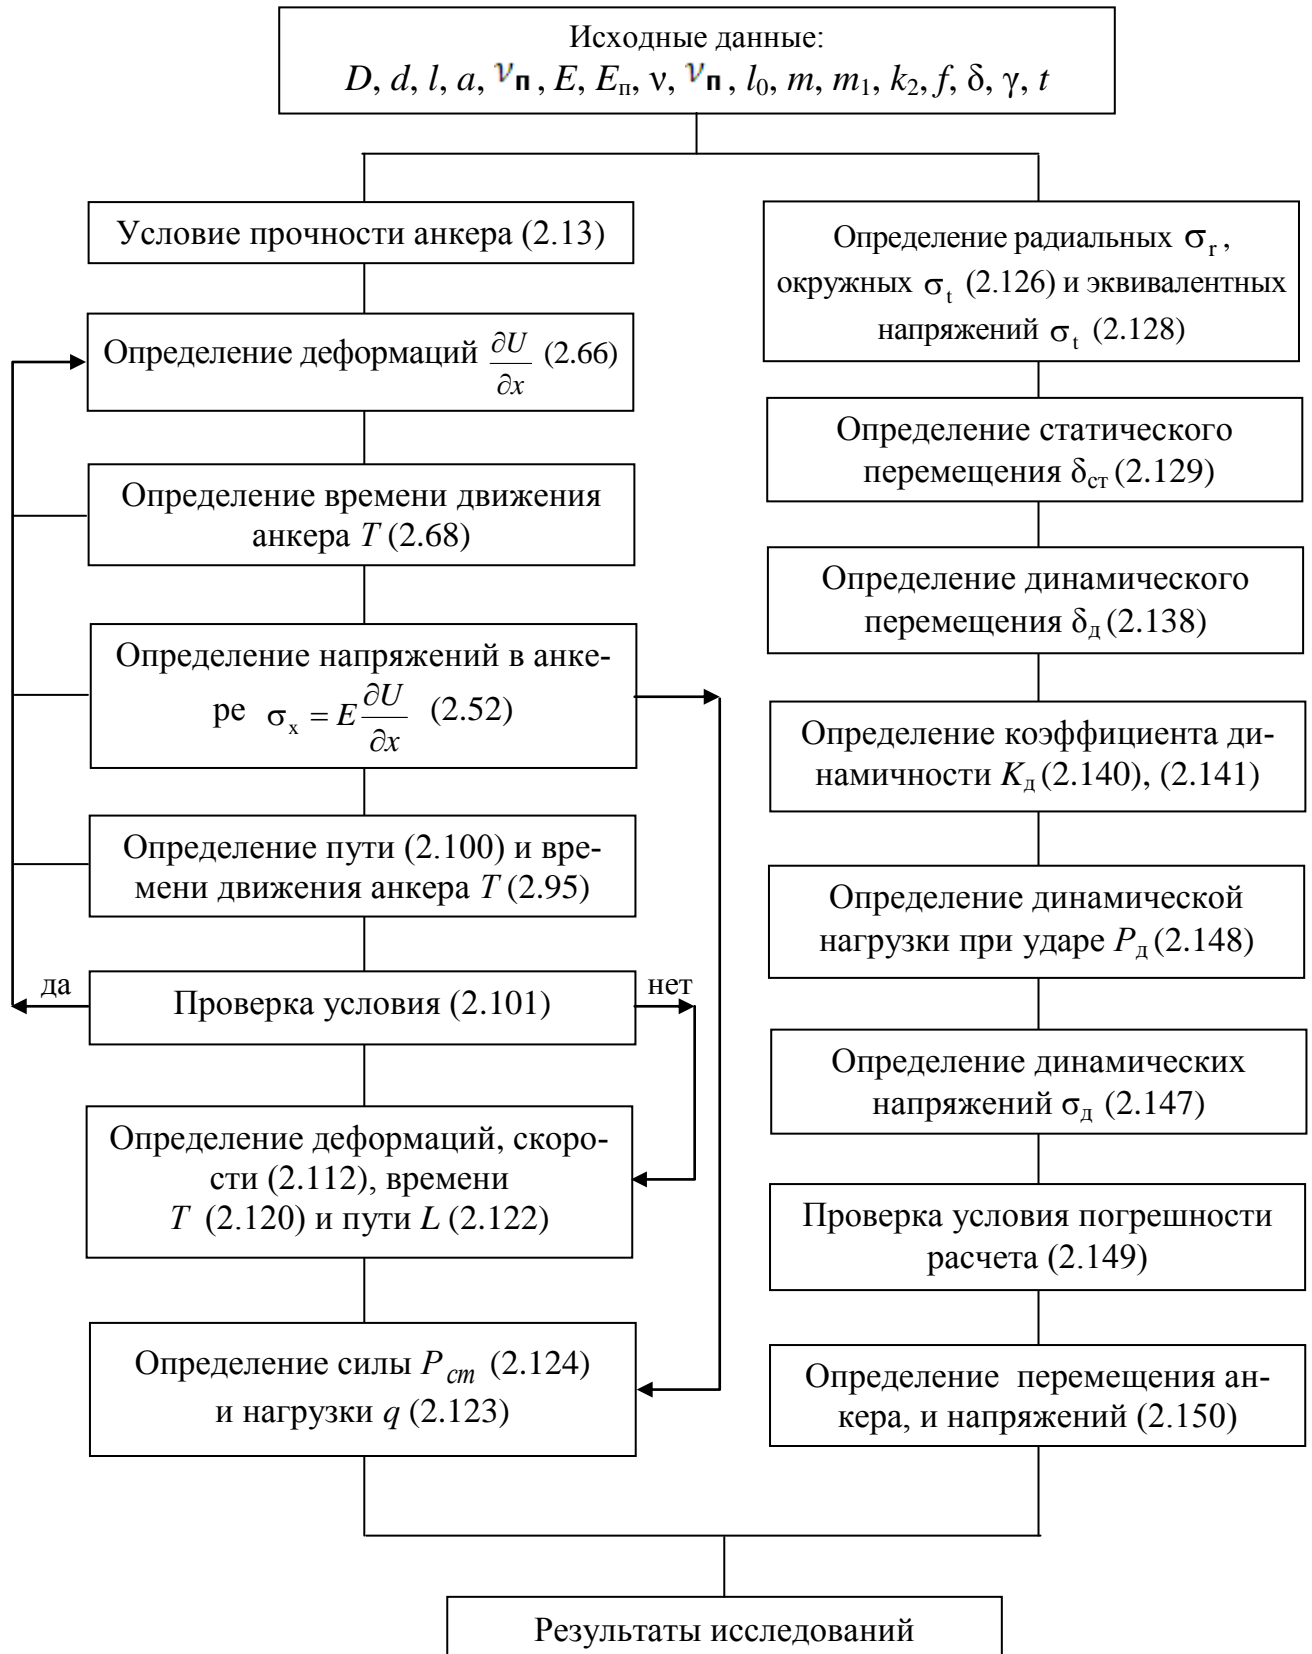 Исходные данные:
D, d, l, a, νп, E, Eп, ν, νп, l₀, m, m₁, k₂, f, δ, γ, t
Условие прочности анкера (2.13)
Определение деформаций ∂U/∂x (2.66)
Определение времени движения
анкера T (2.68)
Определение напряжений в анке-
ре σx = E ∂U/∂x (2.52)
Определение пути (2.100) и вре-
мени движения анкера T (2.95)
да
Проверка условия (2.101)
нет
Определение деформаций, скоро-
сти (2.112), времени
T (2.120) и пути L (2.122)
Определение силы Pст (2.124)
и нагрузки q (2.123)
Определение радиальных σr,
окружных σt (2.126) и эквивалентных
напряжений σt (2.128)
Определение статического
перемещения δст (2.129)
Определение динамического
перемещения δд (2.138)
Определение коэффициента ди-
намичности Kд (2.140), (2.141)
Определение динамической
нагрузки при ударе Pд (2.148)
Определение динамических
напряжений σд (2.147)
Проверка условия погрешности
расчета (2.149)
Определение перемещения ан-
кера, и напряжений (2.150)
Результаты исследований